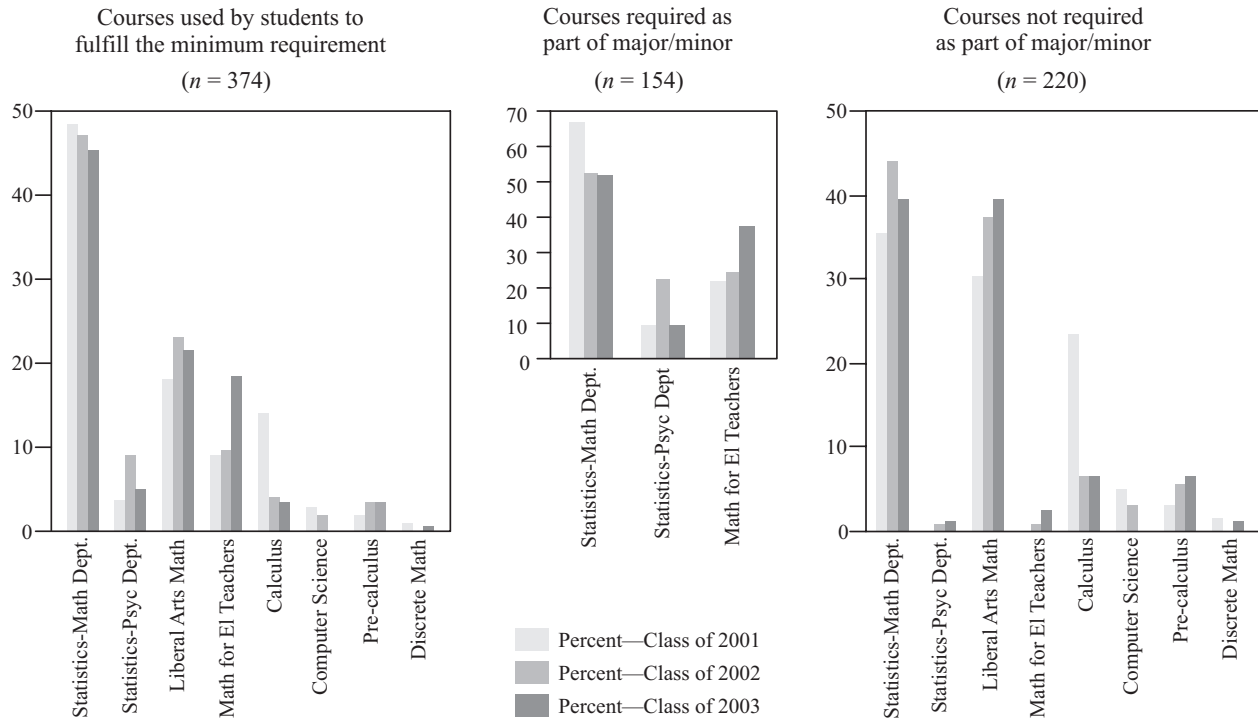 Courses used by students to
fulfill the minimum requirement
(n = 374)
50
40
30
20
10
0
Statistics-Math Dept.
Statistics-Psyc Dept.
Liberal Arts Math
Math for El Teachers
Calculus
Computer Science
Pre-calculus
Discrete Math
Courses required as
part of major/minor
(n = 154)
70
60
50
40
30
20
10
0
Statistics-Math Dept.
Statistics-Psyc Dept
Math for El Teachers
Courses not required
as part of major/minor
(n = 220)
50
40
30
20
10
0
Statistics-Math Dept.
Statistics-Psyc Dept.
Liberal Arts Math
Math for El Teachers
Calculus
Computer Science
Pre-calculus
Discrete Math
Percent—Class of 2001
Percent—Class of 2002
Percent—Class of 2003